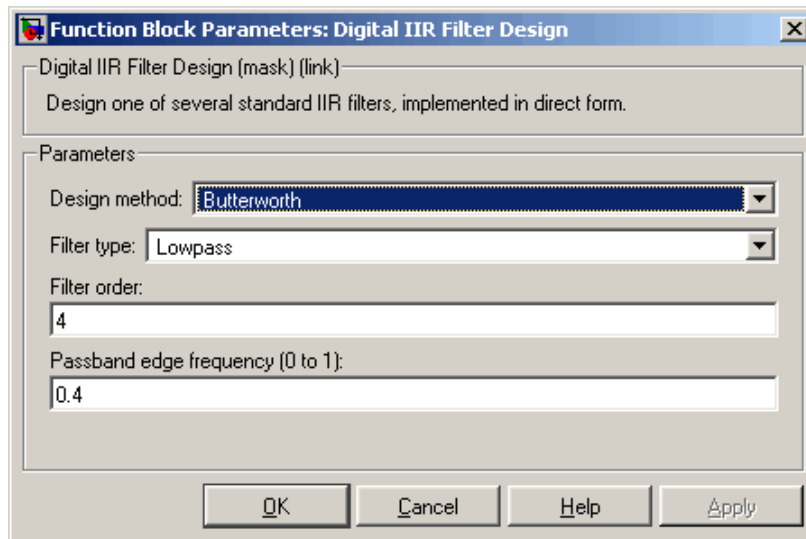 Function Block Parameters: Digital IIR Filter Design
Digital IIR Filter Design (mask) (link)
Design one of several standard IIR filters, implemented in direct form.
Parameters
Design method: Butterworth
Filter type: Lowpass
Filter order:
4
Passband edge frequency (0 to 1):
0.4
OK Cancel Help Apply